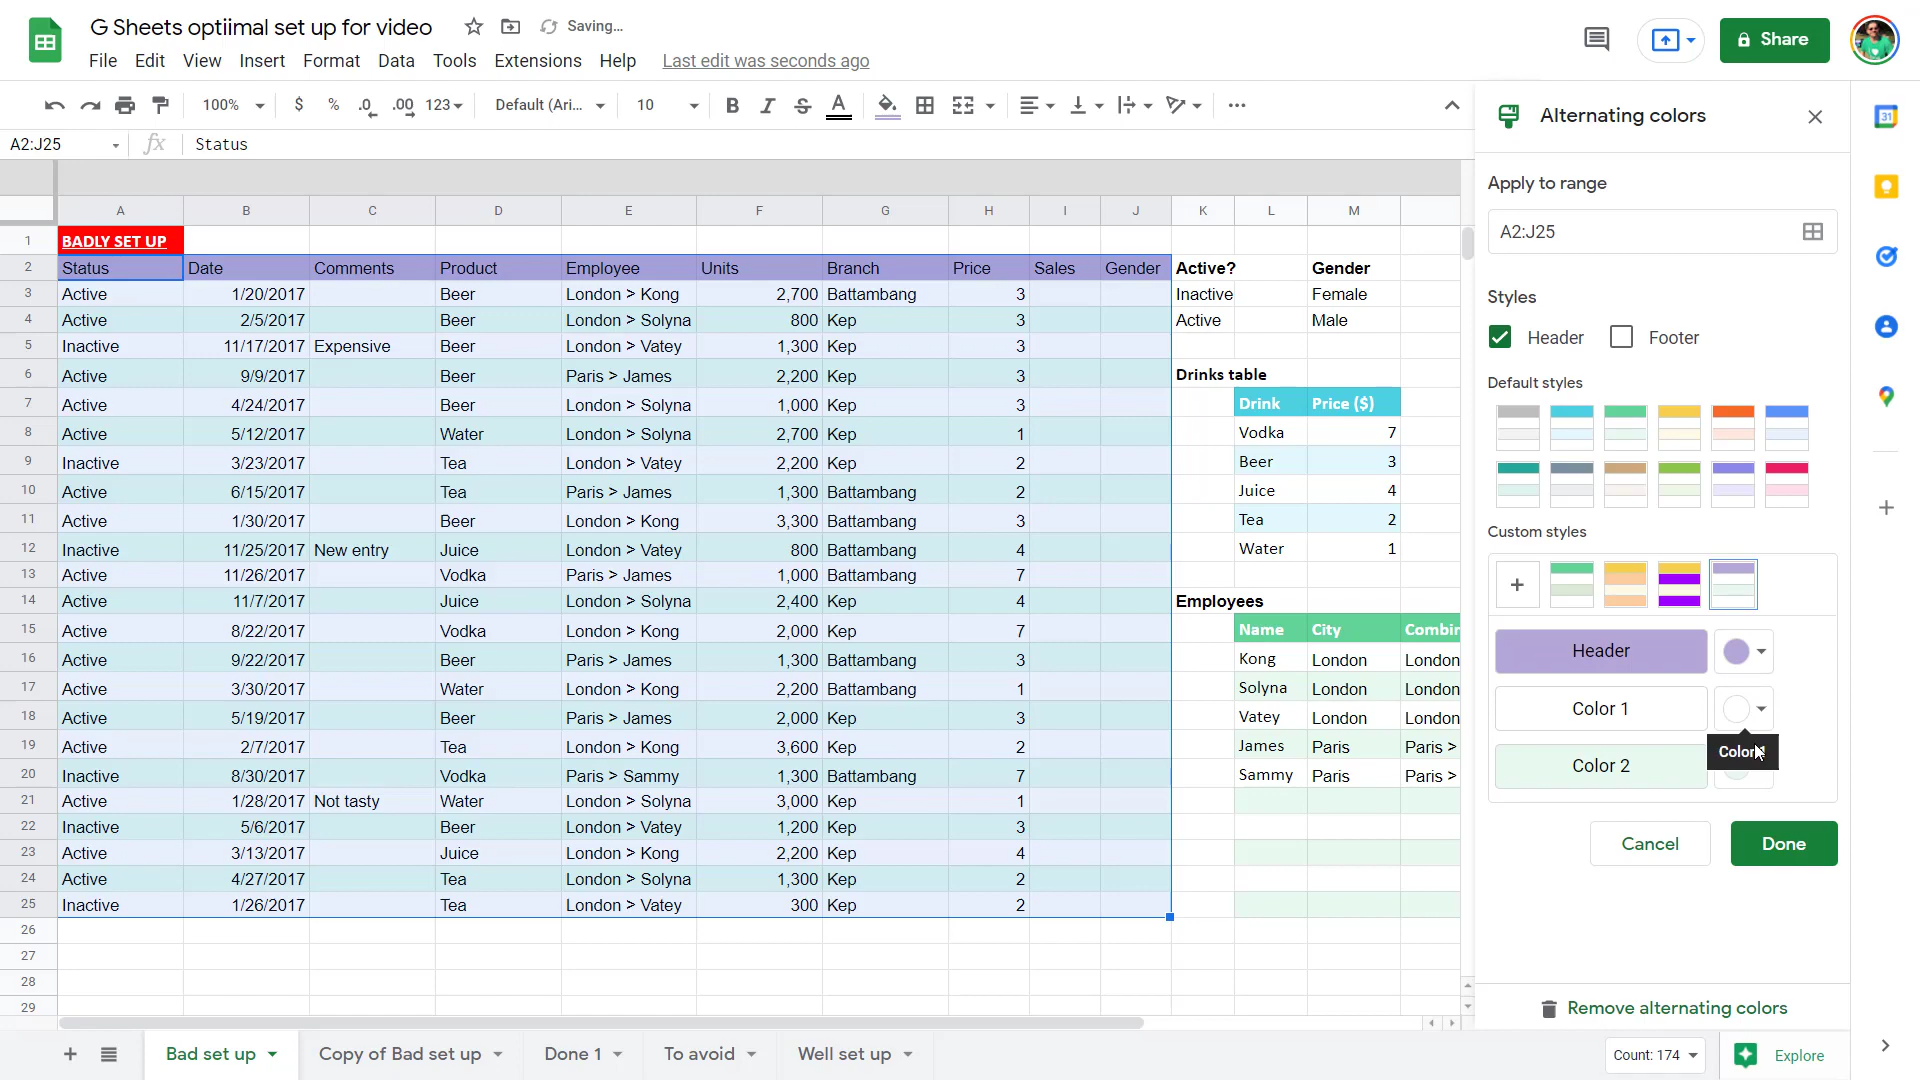 G Sheets optiimal set up for video
Saving...
File Edit View Insert Format Data Tools Extensions Help Last edit was seconds ago
Share
100% $ % .0 .00 123 Default (Ari... 10
A2:J25 fx Status
A B C D E F G H I J K L M
1 BADLY SET UP
2 Status Date Comments Product Employee Units Branch Price Sales Gender Active? Gender
3 Active 1/20/2017 Beer London > Kong 2,700 Battambang 3 Inactive Female
4 Active 2/5/2017 Beer London > Solyna 800 Kep 3 Active Male
5 Inactive 11/17/2017 Expensive Beer London > Vatey 1,300 Kep 3
6 Active 9/9/2017 Beer Paris > James 2,200 Kep 3 Drinks table
7 Active 4/24/2017 Beer London > Solyna 1,000 Kep 3 Drink Price ($)
8 Active 5/12/2017 Water London > Solyna 2,700 Kep 1 Vodka 7
9 Inactive 3/23/2017 Tea London > Vatey 2,200 Kep 2 Beer 3
10 Active 6/15/2017 Tea Paris > James 1,300 Battambang 2 Juice 4
11 Active 1/30/2017 Beer London > Kong 3,300 Battambang 3 Tea 2
12 Inactive 11/25/2017 New entry Juice London > Vatey 800 Battambang 4 Water 1
13 Active 11/26/2017 Vodka Paris > James 1,000 Battambang 7
14 Active 11/7/2017 Juice London > Solyna 2,400 Kep 4 Employees
15 Active 8/22/2017 Vodka London > Kong 2,000 Kep 7 Name City Combin
16 Active 9/22/2017 Beer Paris > James 1,300 Battambang 3 Kong London London
17 Active 3/30/2017 Water London > Kong 2,200 Battambang 1 Solyna London London
18 Active 5/19/2017 Beer Paris > James 2,000 Kep 3 Vatey London London
19 Active 2/7/2017 Tea London > Kong 3,600 Kep 2 James Paris Paris >
20 Inactive 8/30/2017 Vodka Paris > Sammy 1,300 Battambang 7 Sammy Paris Paris >
21 Active 1/28/2017 Not tasty Water London > Solyna 3,000 Kep 1
22 Inactive 5/6/2017 Beer London > Vatey 1,200 Kep 3
23 Active 3/13/2017 Juice London > Kong 2,200 Kep 4
24 Active 4/27/2017 Tea London > Solyna 1,300 Kep 2
25 Inactive 1/26/2017 Tea London > Vatey 300 Kep 2
26
27
28
29
Bad set up Copy of Bad set up Done 1 To avoid Well set up
Count: 174 Explore
Alternating colors
Apply to range
A2:J25
Styles
Header Footer
Default styles
Custom styles
Header
Color 1
Color
Color 2
Cancel Done
Remove alternating colors
31